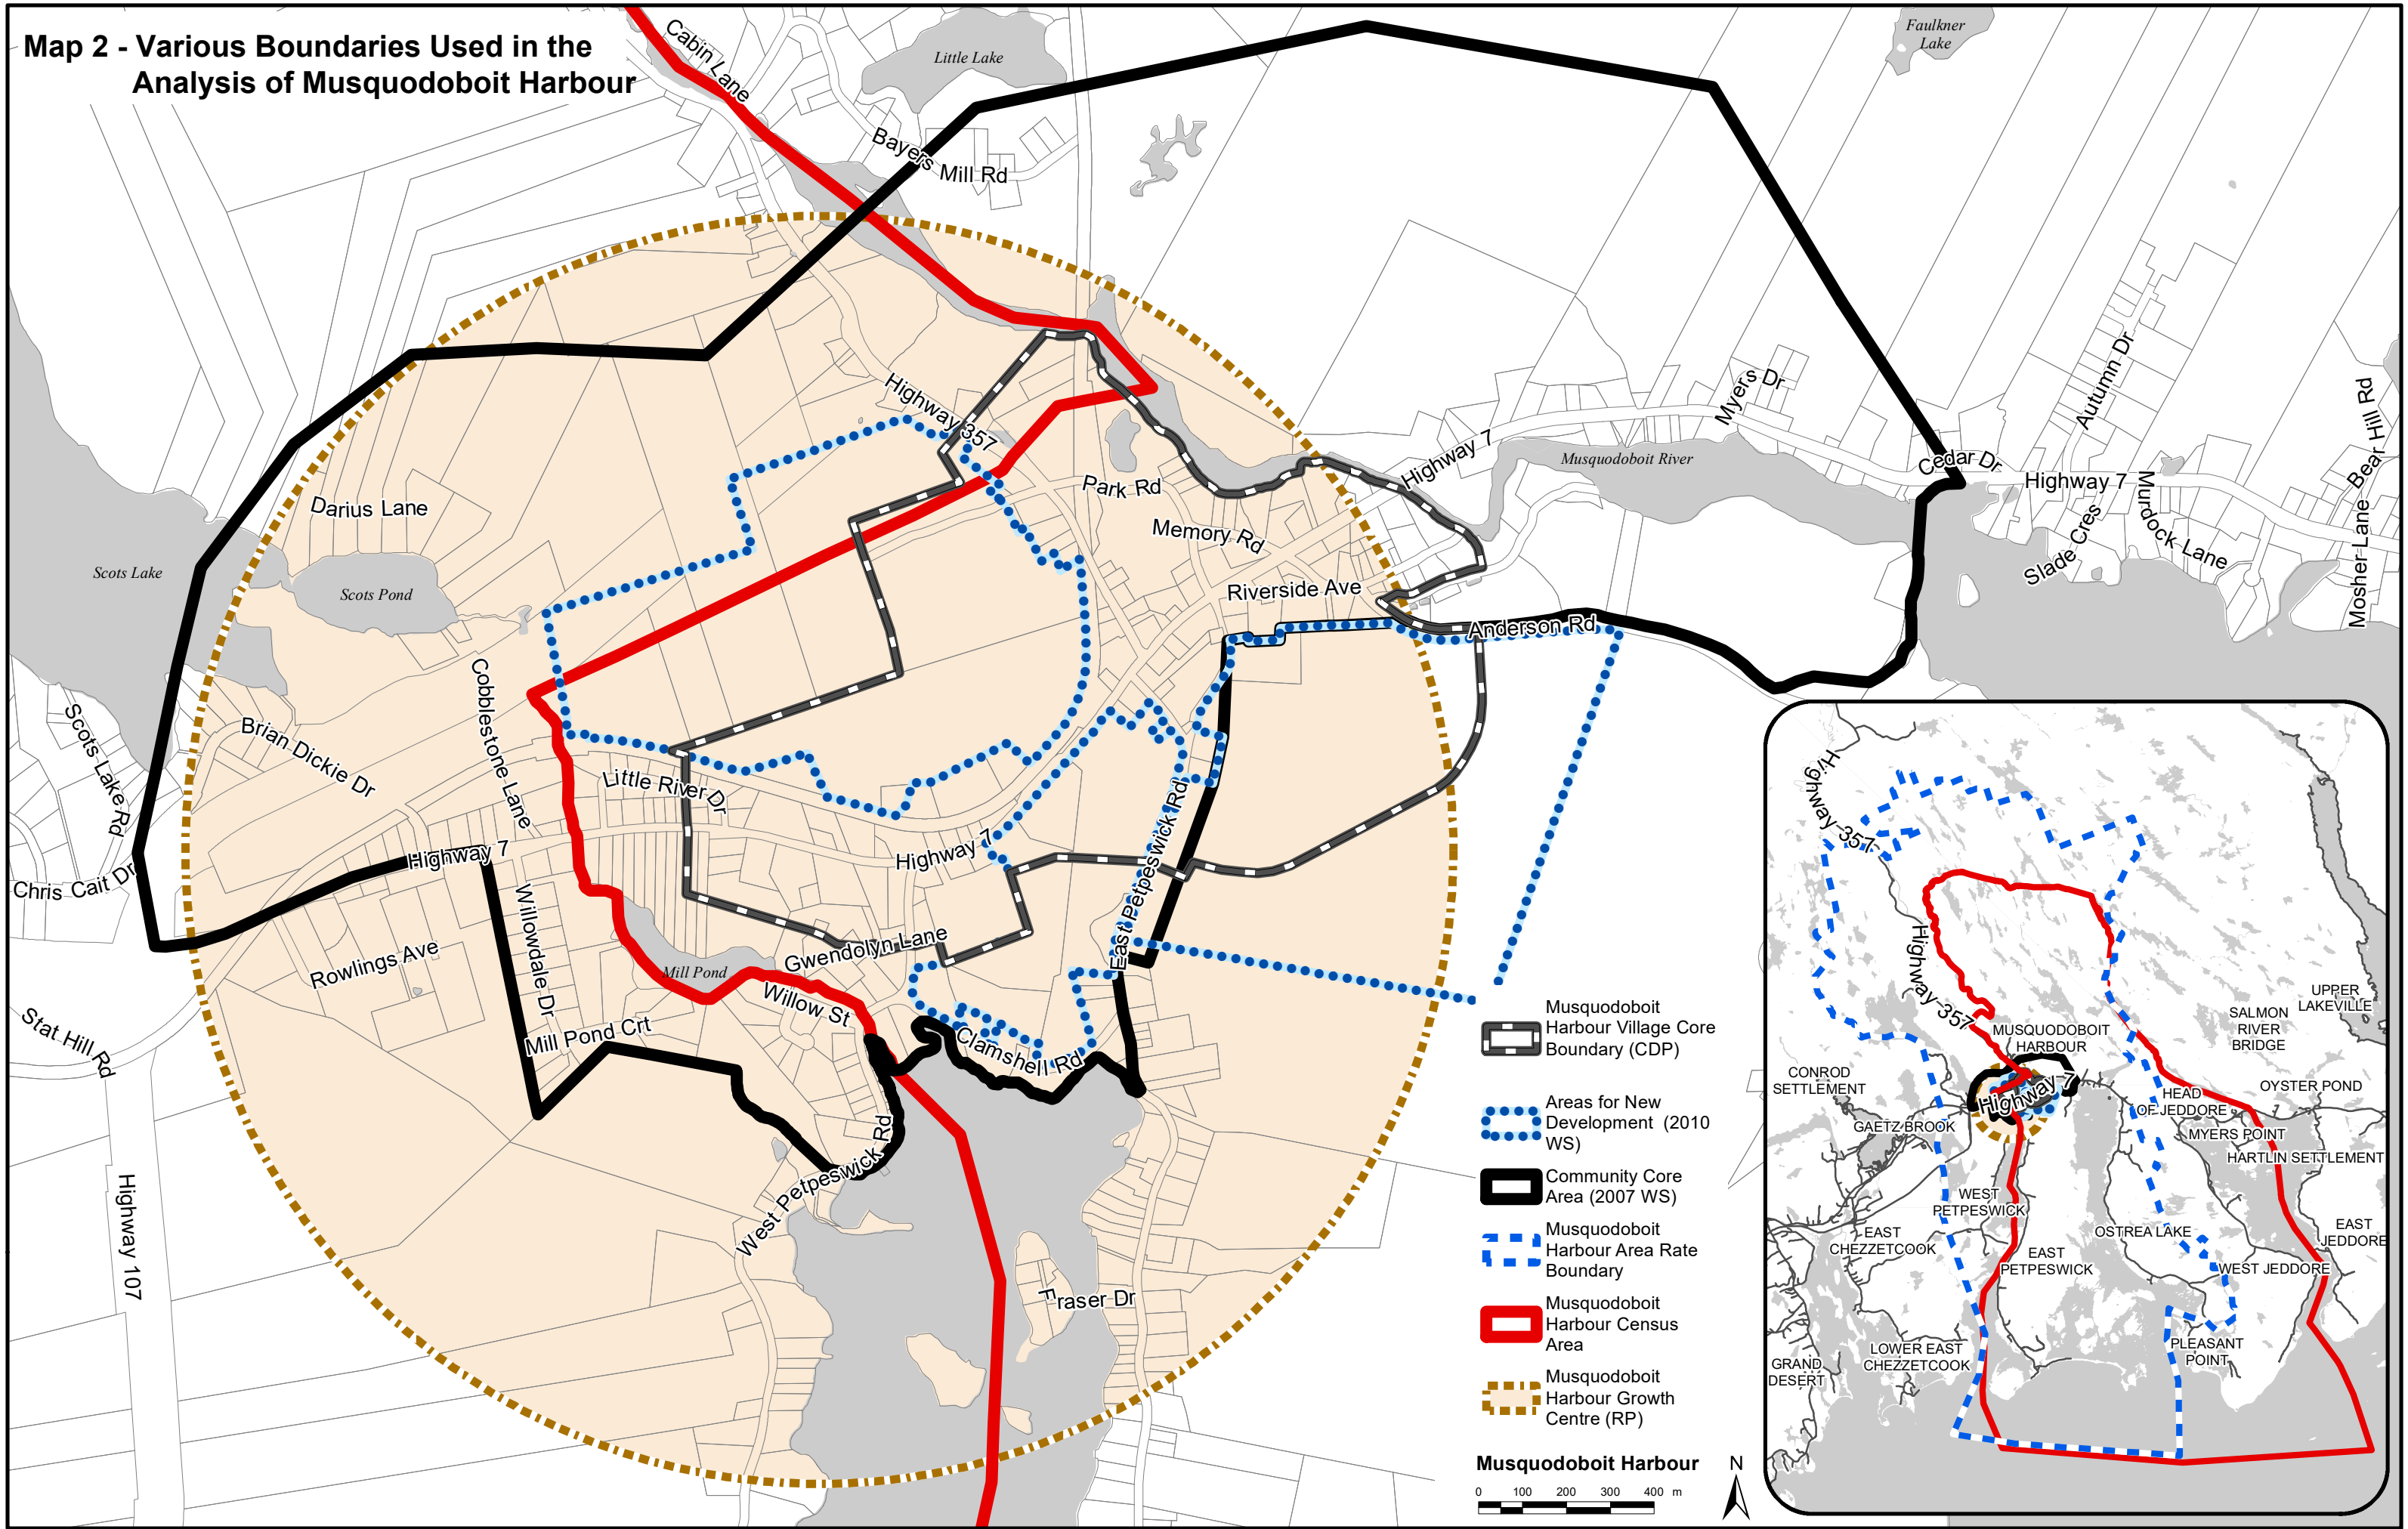 Map 2 - Various Boundaries Used in the
Analysis of Musquodoboit Harbour
Cabin Lane
Little Lake
Faulkner
Lake
Bayers Mill Rd
Highway 357
Darius Lane
Scots Lake
Scots Pond
Park Rd
Memory Rd
Riverside Ave
Highway 7
Musquodoboit River
Myers Dr
Cedar Dr
Autumn Dr
Highway 7
Bear Hill Rd
Slade Cres
Murdock Lane
Mosher Lane
Anderson Rd
Scots Lake Rd
Brian Dickie Dr
Cobblestone Lane
Little River Dr
Highway 7
Highway 7
Chris Cait Dr
East Petpeswick Rd
Rowlings Ave
Willowdale Dr
Gwendolyn Lane
Mill Pond
Willow St
Mill Pond Crt
Clamshell Rd
Stat Hill Rd
Highway 107
West Petpeswick Rd
Fraser Dr
Musquodoboit
Harbour Village Core
Boundary (CDP)
Areas for New
Development (2010
WS)
Community Core
Area (2007 WS)
Musquodoboit
Harbour Area Rate
Boundary
Musquodoboit
Harbour Census
Area
Musquodoboit
Harbour Growth
Centre (RP)
Musquodoboit Harbour
0 100 200 300 400 m
N
Highway 357
Highway 357
MUSQUODOBOIT
HARBOUR
SALMON
RIVER
BRIDGE
UPPER
LAKEVILLE
CONROD
SETTLEMENT
Highway 7
HEAD
OF JEDDORE
OYSTER POND
GAETZ BROOK
MYERS POINT
HARTLIN SETTLEMENT
WEST
PETPESWICK
EAST
CHEZZETCOOK
OSTREA LAKE
EAST
JEDDORE
EAST
PETPESWICK
WEST JEDDORE
LOWER EAST
CHEZZETCOOK
PLEASANT
POINT
GRAND
DESERT